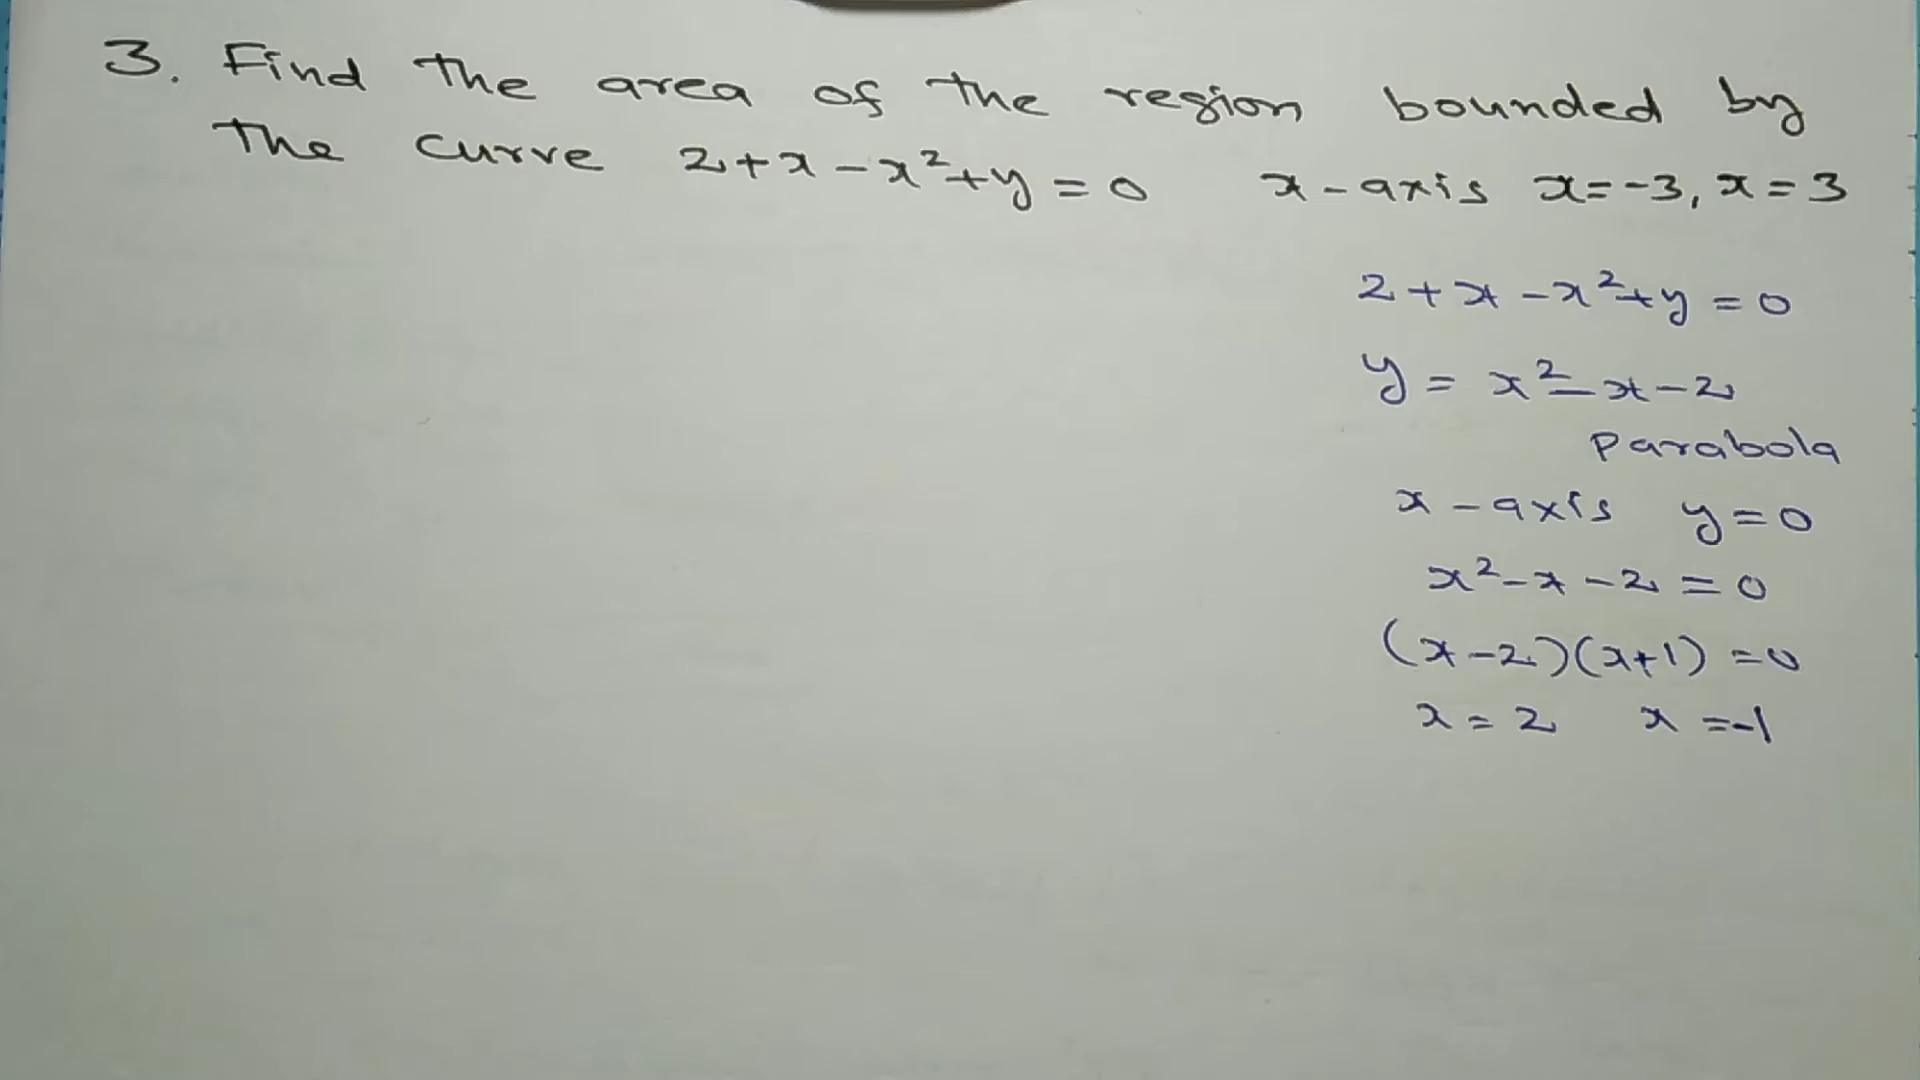 3. Find the area of the region bounded by
the curve 2+x-x²+y=0 x-axis x=-3, x=3
2+x-x²+y=0
y = x²-x-2
Parabola
x-axis y=0
x²-x-2=0
(x-2)(x+1)=0
x=2 x=-1